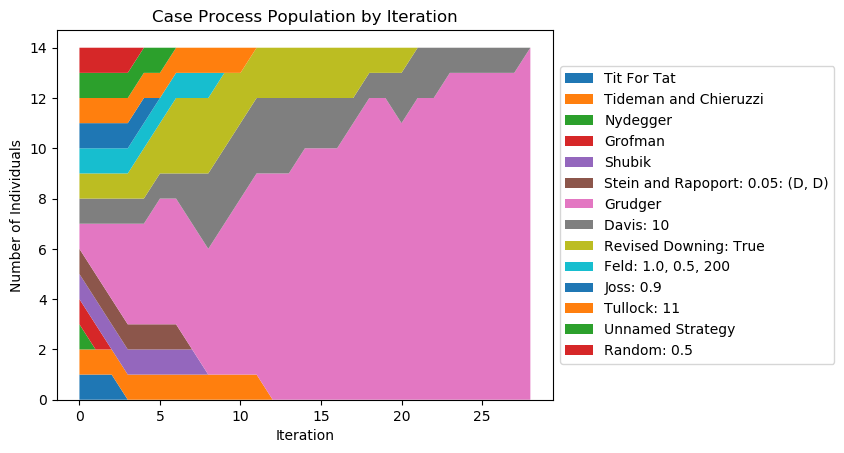 Case Process Population by Iteration
Number of Individuals
14
12
10
8
6
4
2
0
0
5
10
15
20
25
Iteration
Tit For Tat
Tideman and Chieruzzi
Nydegger
Grofman
Shubik
Stein and Rapoport: 0.05: (D, D)
Grudger
Davis: 10
Revised Downing: True
Feld: 1.0, 0.5, 200
Joss: 0.9
Tullock: 11
Unnamed Strategy
Random: 0.5